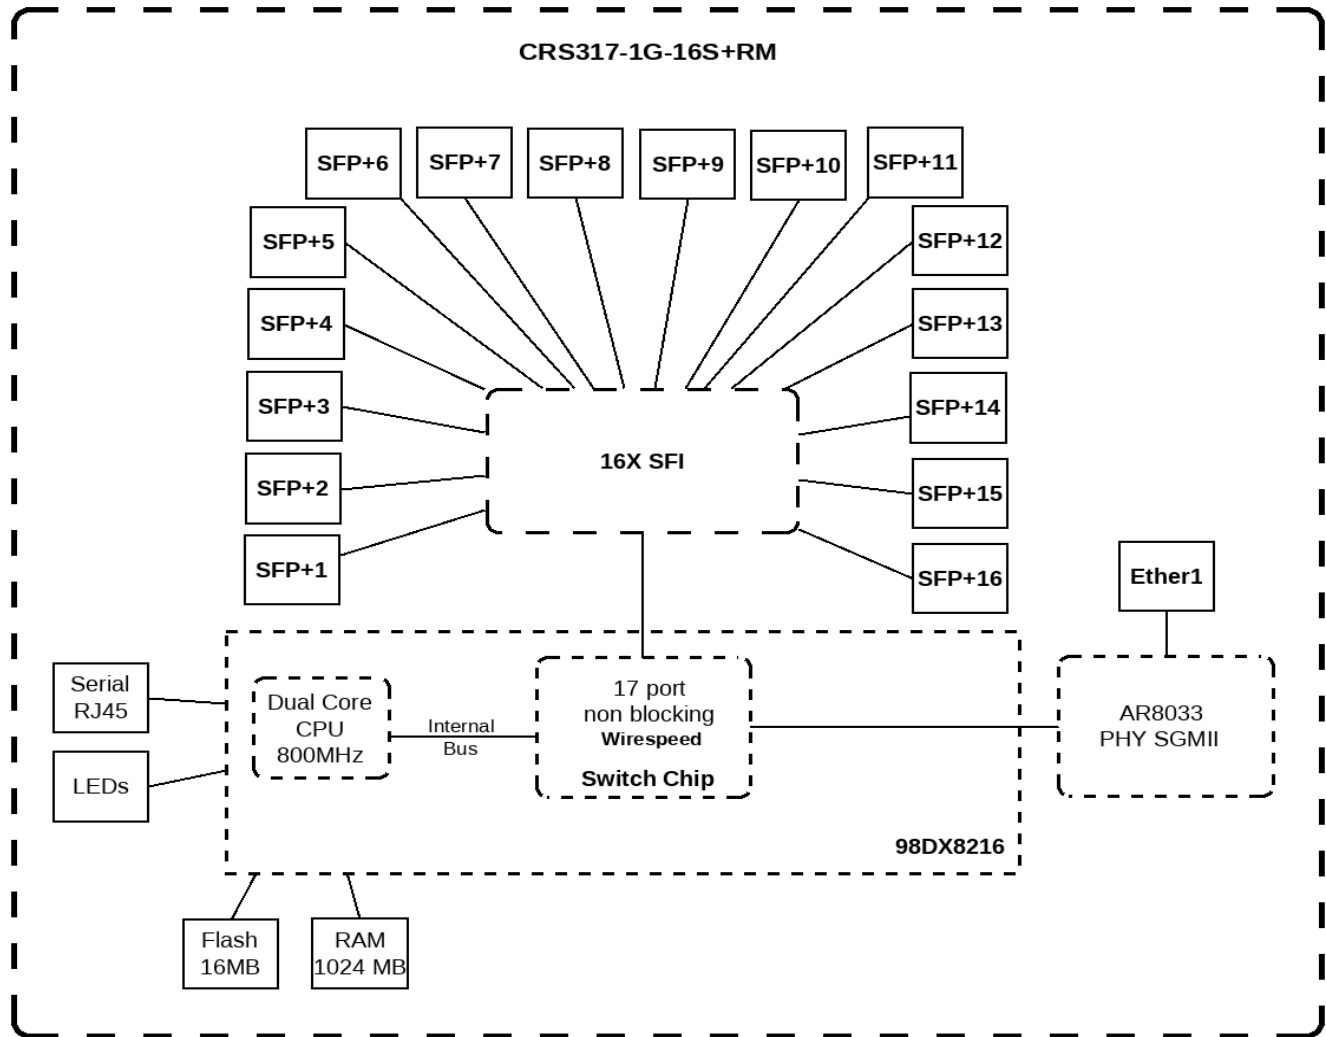 CRS317-1G-16S+RM
SFP+6
SFP+7
SFP+8
SFP+9
SFP+10
SFP+11
SFP+5
SFP+12
SFP+4
SFP+13
SFP+3
SFP+14
16X SFI
SFP+2
SFP+15
SFP+1
SFP+16
Ether1
Serial
RJ45
LEDs
Dual Core
CPU
800MHz
Internal
Bus
17 port
non blocking
Wirespeed
Switch Chip
AR8033
PHY SGMII
98DX8216
Flash
16MB
RAM
1024 MB